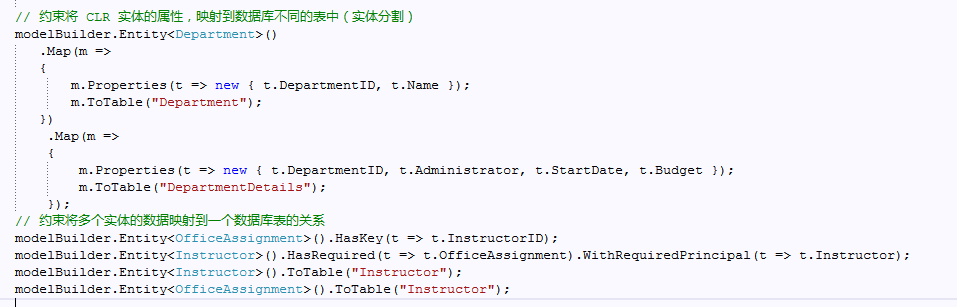 // 约束将 CLR 实体的属性，映射到数据库不同的表中（实体分割）
modelBuilder.Entity<Department>()
.Map(m =>
{
m.Properties(t => new { t.DepartmentID, t.Name });
m.ToTable("Department");
})
.Map(m =>
{
m.Properties(t => new { t.DepartmentID, t.Administrator, t.StartDate, t.Budget });
m.ToTable("DepartmentDetails");
});
// 约束将多个实体的数据映射到一个数据库表的关系
modelBuilder.Entity<OfficeAssignment>().HasKey(t => t.InstructorID);
modelBuilder.Entity<Instructor>().HasRequired(t => t.OfficeAssignment).WithRequiredPrincipal(t => t.Instructor);
modelBuilder.Entity<Instructor>().ToTable("Instructor");
modelBuilder.Entity<OfficeAssignment>().ToTable("Instructor");